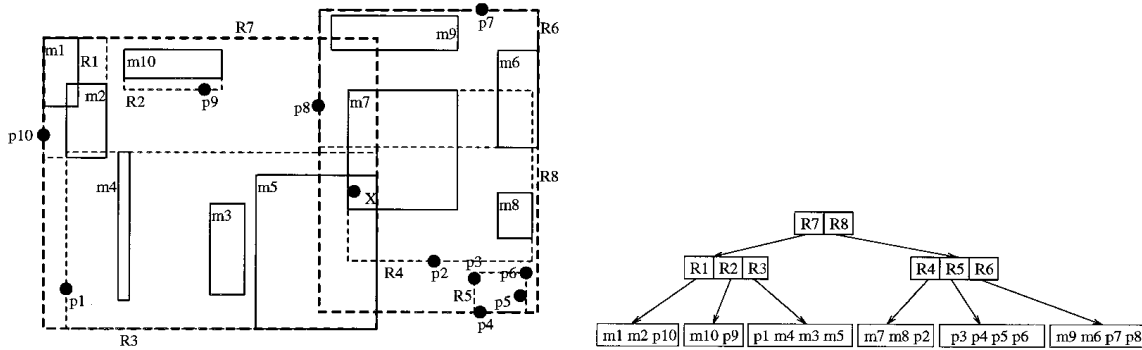 R7
p7
R6
m1
R1
m10
m9
m6
m2
R2
p9
p8
m7
p10
m4
m5
R8
X
m3
m8
R4
p2
p3
p6
R5
p5
p1
p4
R3
R7 R8
R1 R2 R3
R4 R5 R6
m1 m2 p10
m10 p9
p1 m4 m3 m5
m7 m8 p2
p3 p4 p5 p6
m9 m6 p7 p8